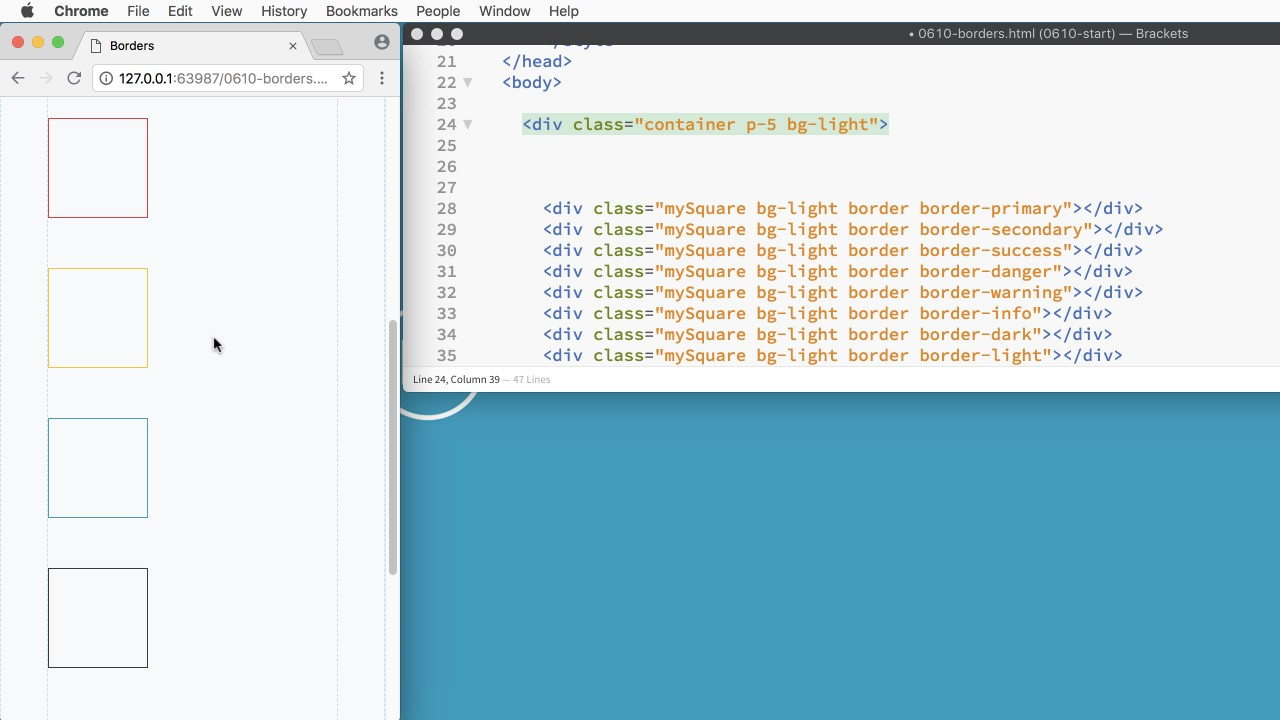 Chrome File Edit View History Bookmarks People Window Help
Borders
127.0.0.1:63987/0610-borders....
• 0610-borders.html (0610-start) — Brackets
21 </head>
22 <body>
23
24 <div class="container p-5 bg-light">
25
26
27
28 <div class="mySquare bg-light border border-primary"></div>
29 <div class="mySquare bg-light border border-secondary"></div>
30 <div class="mySquare bg-light border border-success"></div>
31 <div class="mySquare bg-light border border-danger"></div>
32 <div class="mySquare bg-light border border-warning"></div>
33 <div class="mySquare bg-light border border-info"></div>
34 <div class="mySquare bg-light border border-dark"></div>
35 <div class="mySquare bg-light border border-light"></div>
Line 24, Column 39 — 47 Lines